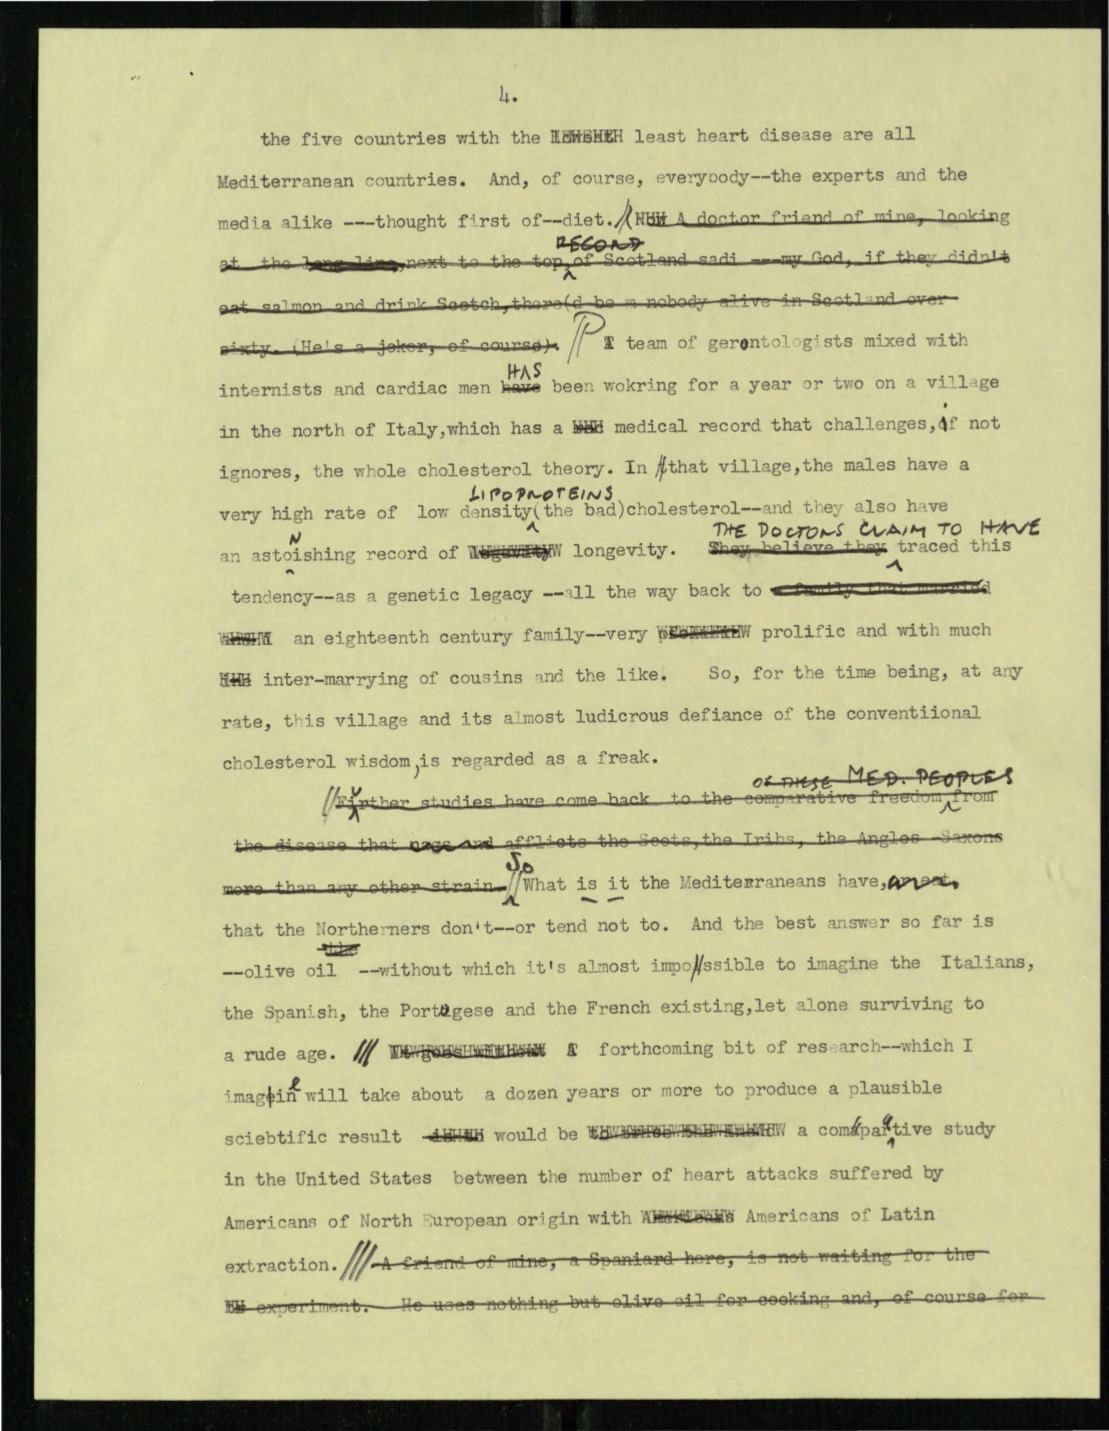 4.
the five countries with the least heart disease are all
Mediterranean countries. And, of course, everybody--the experts and the
media alike ---thought first of--diet. A doctor friend of mine, looking
RECORD
at the long line, next to the top, of Scotland sadi ---my God, if they didn't
eat salmon and drink Scotch,there(d be a nobody alive in Scotland over
sixty. (He's a joker, of course). A team of gerontologists mixed with
HAS
internists and cardiac men have been wokring for a year or two on a village
in the north of Italy,which has a medical record that challenges,if not
ignores, the whole cholesterol theory. In that village,the males have a
LIPOPROTEINS
very high rate of low density(the bad)cholesterol--and they also have
N THE DOCTORS CLAIM TO HAVE
an astoishing record of longevity. They believe they traced this
tendency--as a genetic legacy --all the way back to a family that married
an eighteenth century family--very prolific and with much
inter-marrying of cousins and the like. So, for the time being, at any
rate, this village and its almost ludicrous defiance of the conventiional
cholesterol wisdom,is regarded as a freak.
OF THESE MED. PEOPLES
Further studies have come back to the comparative freedom from
the disease that and afflicts the Scots,the Irihs, the Anglos -Saxons
So
more than any other strain. What is it the Mediterraneans have,
that the Northerners don't--or tend not to. And the best answer so far is
the
--olive oil --without which it's almost impossible to imagine the Italians,
the Spanish, the Portugese and the French existing,let alone surviving to
a rude age. A forthcoming bit of research--which I
imagine will take about a dozen years or more to produce a plausible
sciebtific result would be a comparative study
in the United States between the number of heart attacks suffered by
Americans of North European origin with Americans of Latin
extraction. A friend of mine, a Spaniard here, is not waiting for the
experiment. He uses nothing but olive oil for cooking and, of course for